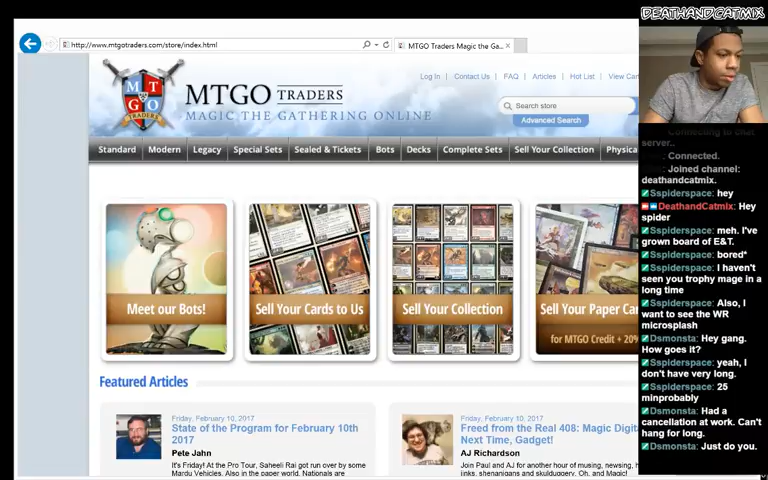 DEATHANDCATMIX
http://www.mtgotraders.com/store/index.html
MTGO Traders Magic the Ga...
Log In | Contact Us | FAQ | Articles | Hot List | View Car
MTGO TRADERS
MAGIC THE GATHERING ONLINE
M T
G O
TRADERS
Search store
Advanced Search
Standard Modern Legacy Special Sets Sealed & Tickets Bots Decks Complete Sets Sell Your Collection Physica
Meet our Bots!
Sell Your Cards to Us
Sell Your Collection
Sell Your Paper Car
for MTGO Credit + 20%
Featured Articles
Friday, February 10, 2017
State of the Program for February 10th
2017
Pete Jahn
It's Friday! At the Pro Tour, Saheeli Rai got run over by some
Mardu Vehicles. Also in the paper world, Nationals are
Friday, February 10, 2017
Freed from the Real 408: Magic Digit
Next Time, Gadget!
AJ Richardson
Join Paul and AJ for another hour of musing, newsing, h
links, shenanigans and skulduggery. Oh, and Magic!
Connecting to chat
server..
Connected.
Joined channel:
deathandcatmix.
Sspiderspace: hey
DeathandCatmix: Hey
spider
Sspiderspace: meh. I've
grown board of E&T.
Sspiderspace: bored*
Sspiderspace: I haven't
seen you trophy mage in a
long time
Sspiderspace: Also, I
want to see the WR
microsplash
Dsmonsta: Hey gang.
How goes it?
Sspiderspace: yeah, I
don't have very long.
Sspiderspace: 25
minprobably
Dsmonsta: Had a
cancellation at work. Can't
hang for long.
Dsmonsta: Just do you.